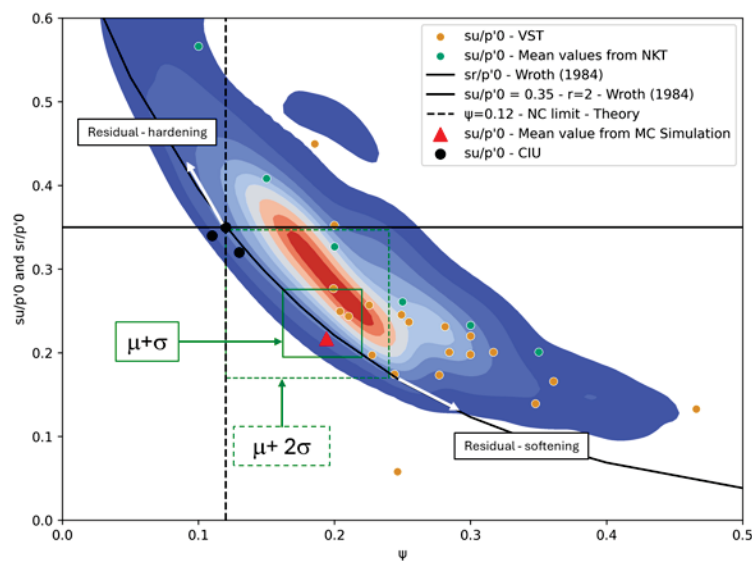 0.6
0.5
0.4
0.3
0.2
0.1
0.0
su/p'0 and sr/p'0
0.0
0.1
0.2
0.3
0.4
0.5
ψ
su/p'0 - VST
su/p'0 - Mean values from NKT
sr/p'0 - Wroth (1984)
su/p'0 = 0.35 - r=2 - Wroth (1984)
ψ=0.12 - NC limit - Theory
su/p'0 - Mean value from MC Simulation
su/p'0 - CIU
Residual - hardening
μ+σ
μ+ 2σ
Residual - softening